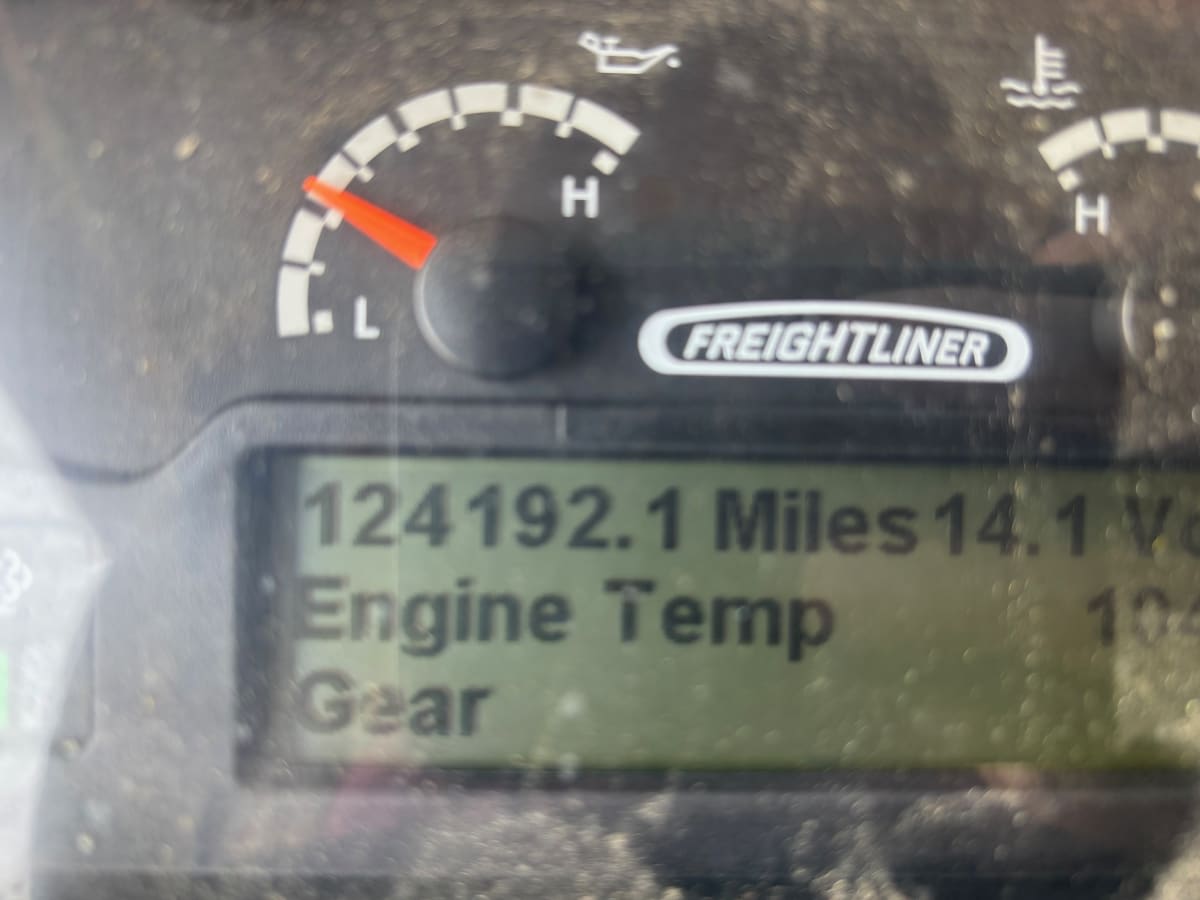 H
H
L
FREIGHTLINER
124192.1 Miles 14.1
Engine Temp
Gear